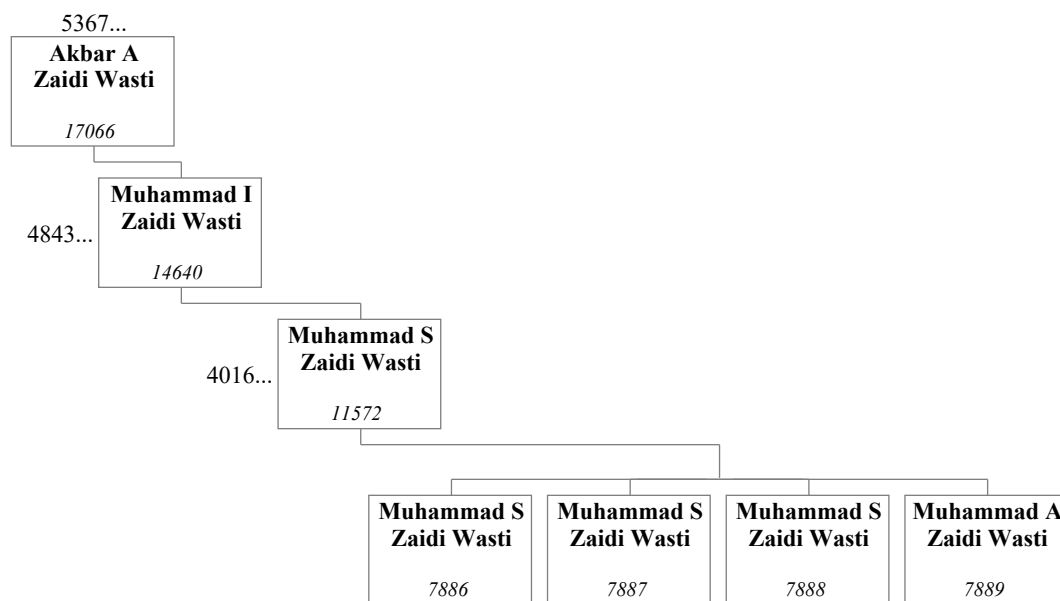 5367...
Akbar A
Zaidi Wasti
17066
Muhammad I
Zaidi Wasti
4843...
14640
Muhammad S
Zaidi Wasti
4016...
11572
Muhammad S
Zaidi Wasti
7886
Muhammad S
Zaidi Wasti
7887
Muhammad S
Zaidi Wasti
7888
Muhammad A
Zaidi Wasti
7889